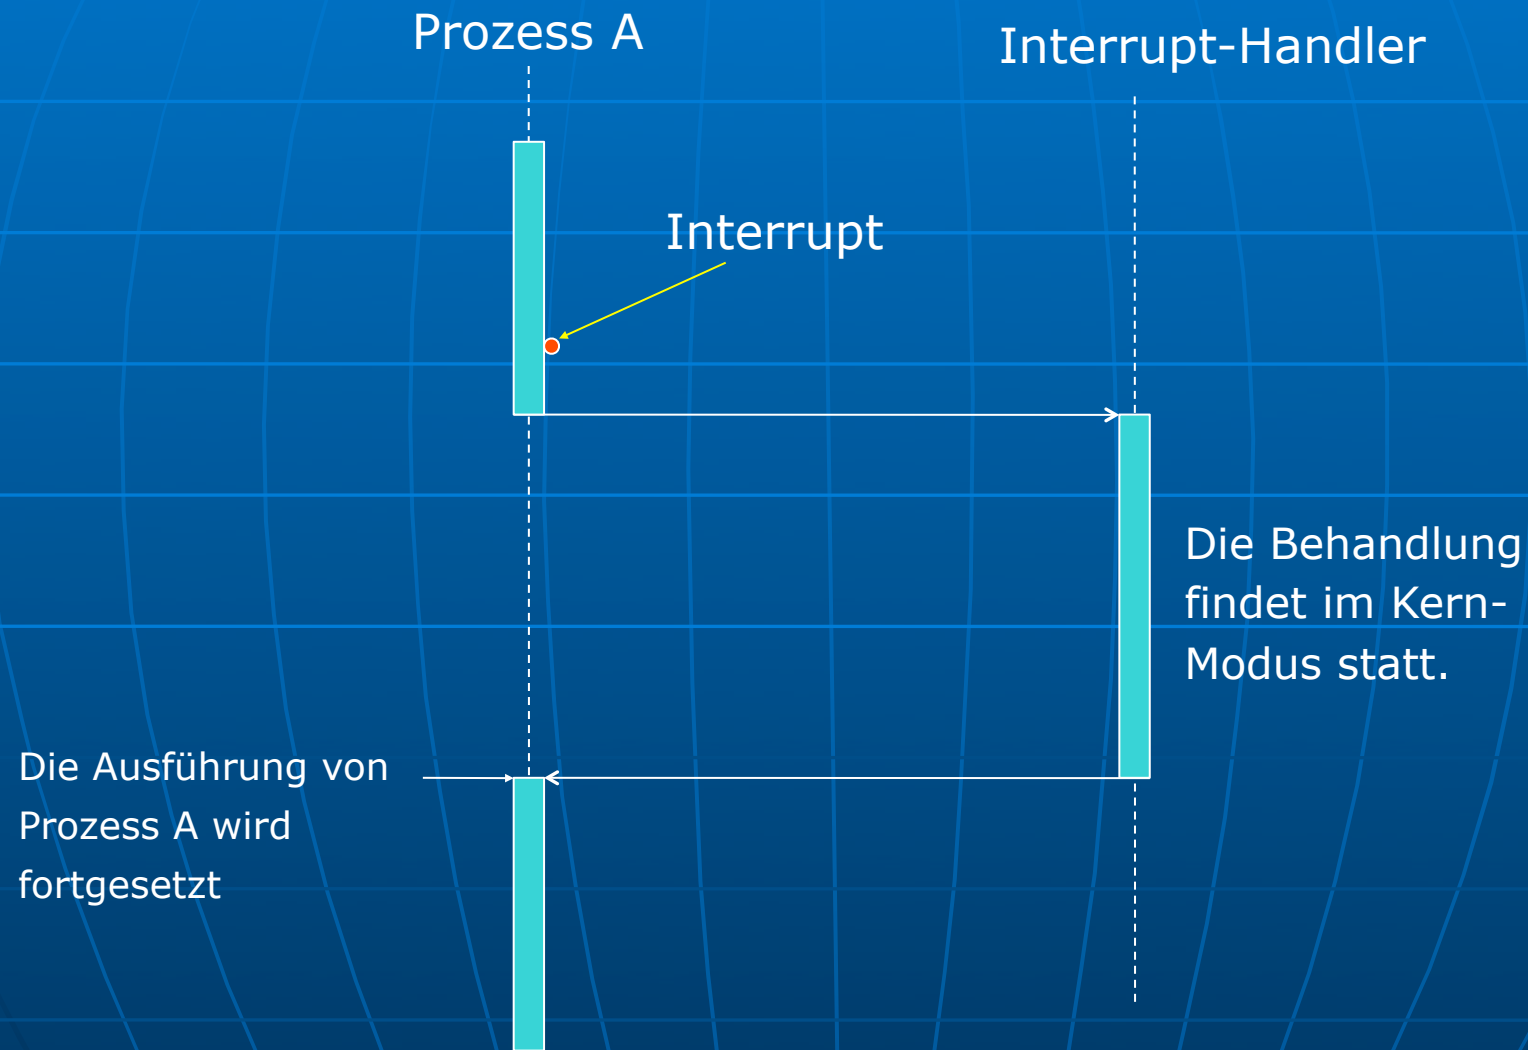 Prozess A
Interrupt-Handler
Interrupt
Die Behandlung
findet im Kern-
Modus statt.
Die Ausführung von
Prozess A wird
fortgesetzt